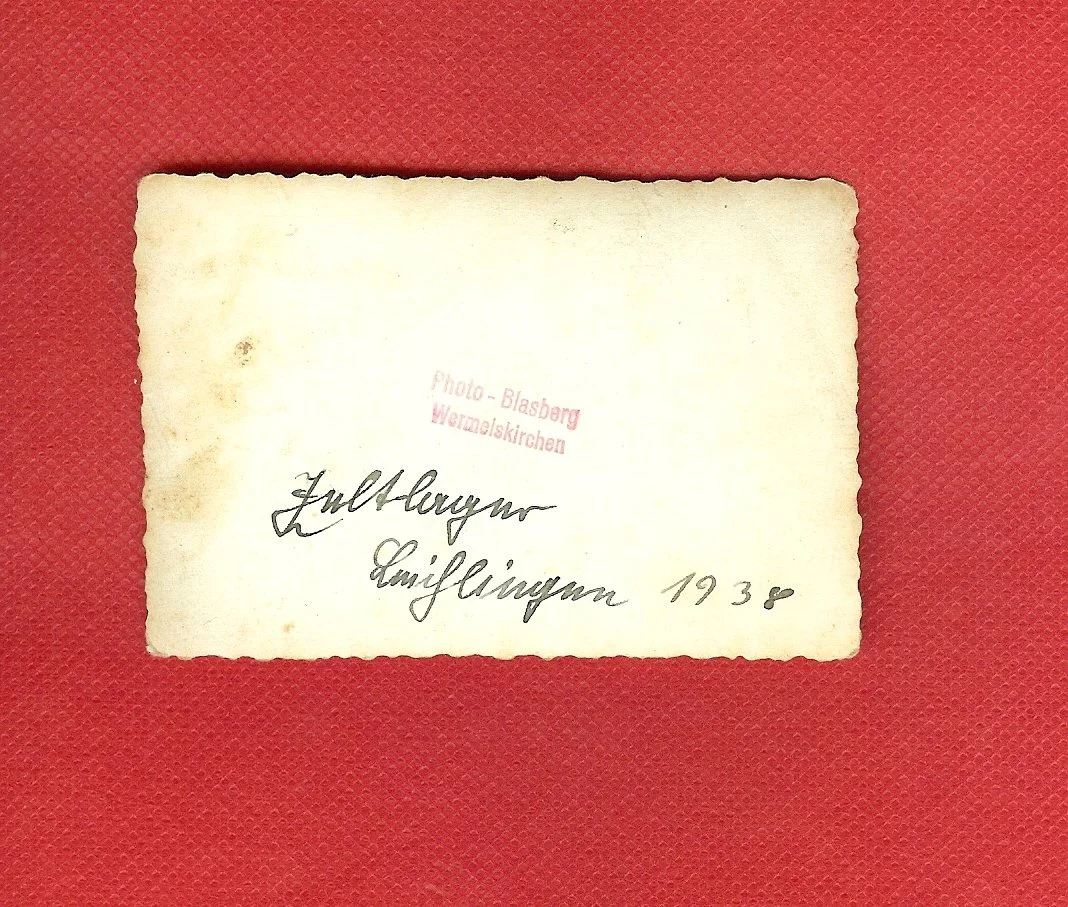 Photo - Blasberg
Wermelskirchen
Zeltlager
Leichlingen 1938